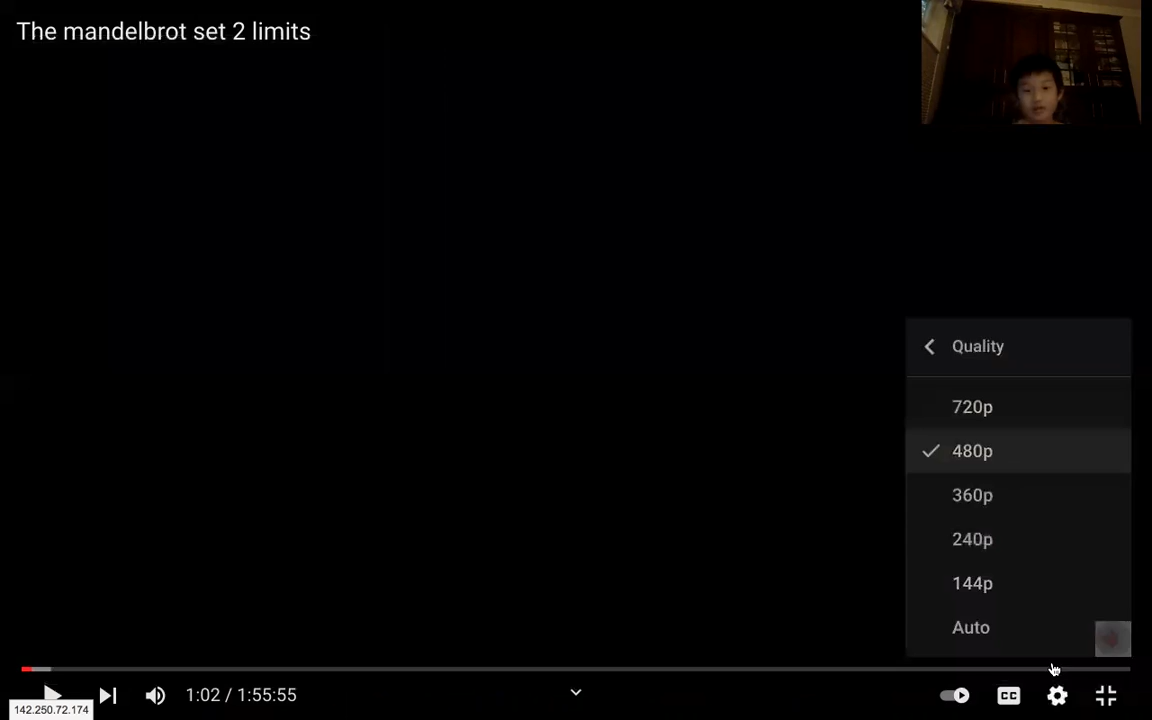 The mandelbrot set 2 limits
Quality
720p
480p
360p
240p
144p
Auto
1:02 / 1:55:55
CC
142.250.72.174